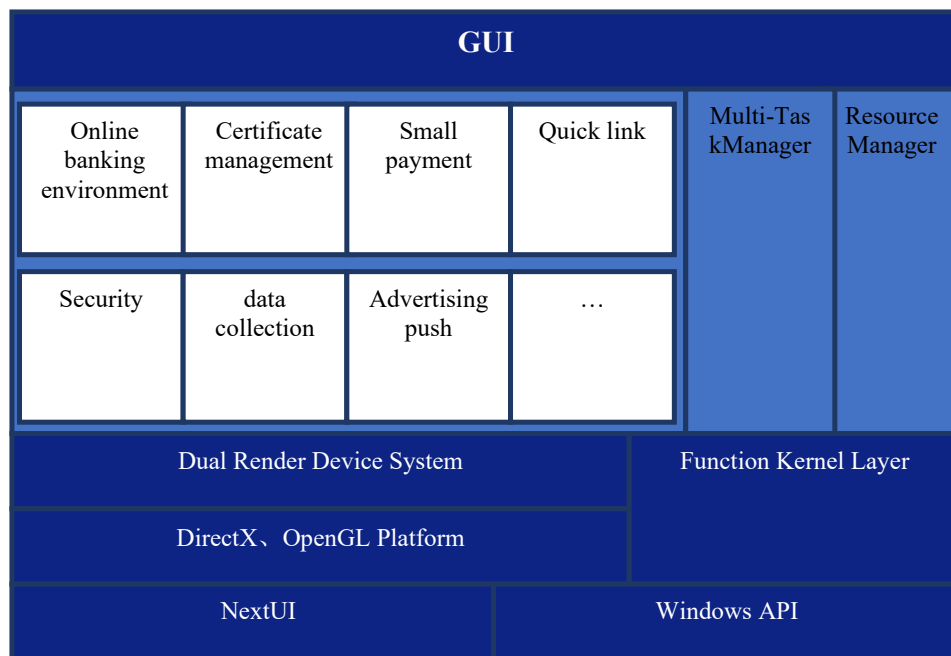 GUI
Online
banking
environment
Certificate
management
Small
payment
Quick link
Multi-Tas
kManager
Resource
Manager
Security
data
collection
Advertising
push
…
Dual Render Device System
Function Kernel Layer
DirectX、OpenGL Platform
NextUI
Windows API